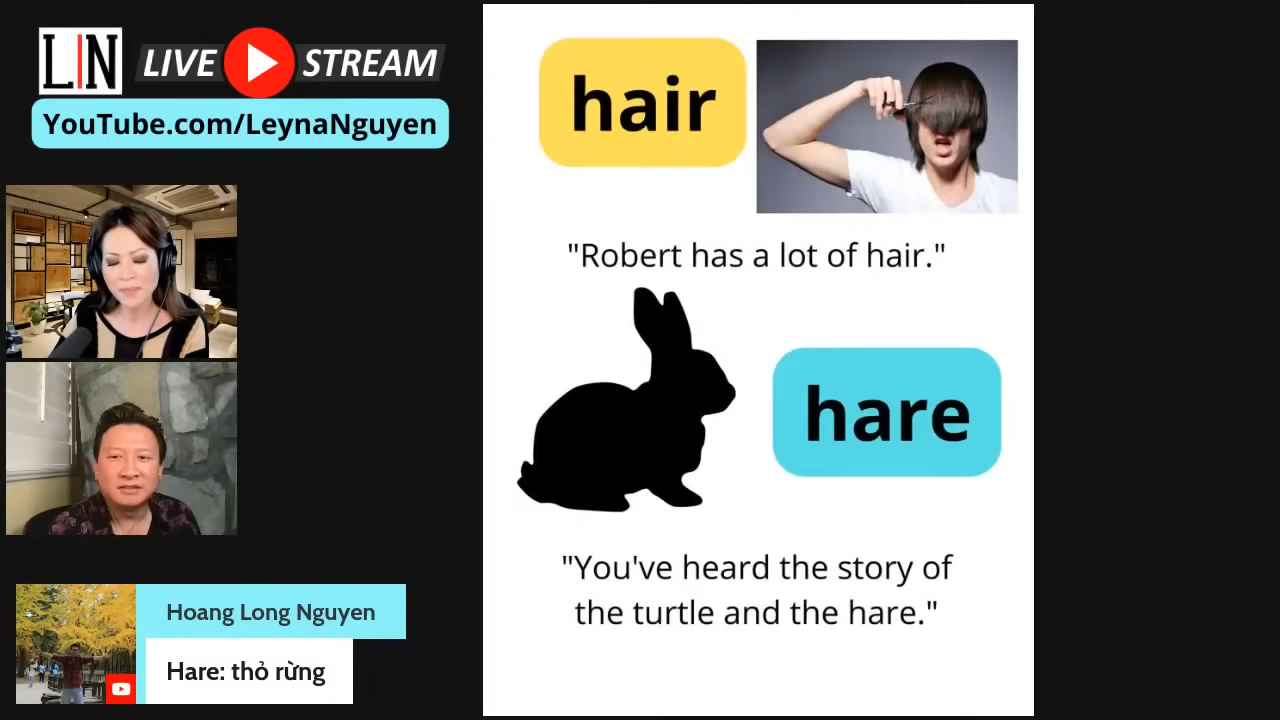 LN LIVE STREAM
YouTube.com/LeynaNguyen
hair
"Robert has a lot of hair."
hare
"You've heard the story of
the turtle and the hare."
Hoang Long Nguyen
Hare: thỏ rừng